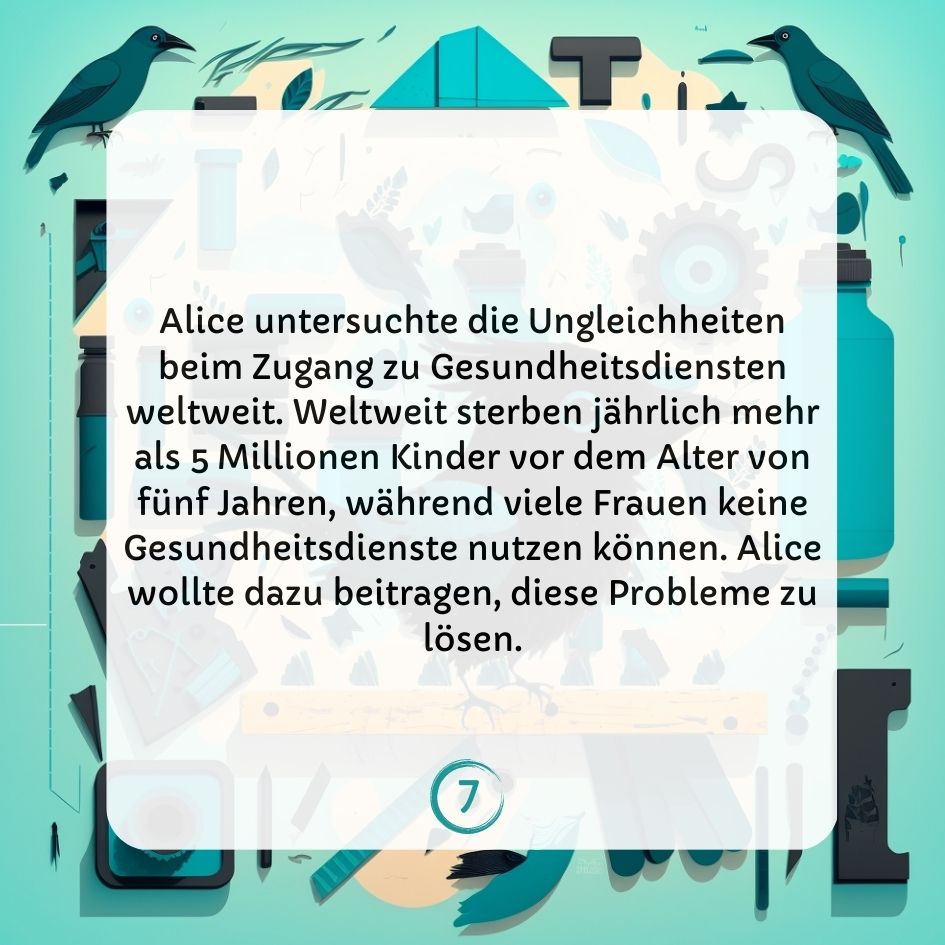 Alice untersuchte die Ungleichheiten
beim Zugang zu Gesundheitsdiensten
weltweit. Weltweit sterben jährlich mehr
als 5 Millionen Kinder vor dem Alter von
fünf Jahren, während viele Frauen keine
Gesundheitsdienste nutzen können. Alice
wollte dazu beitragen, diese Probleme zu
lösen.
7